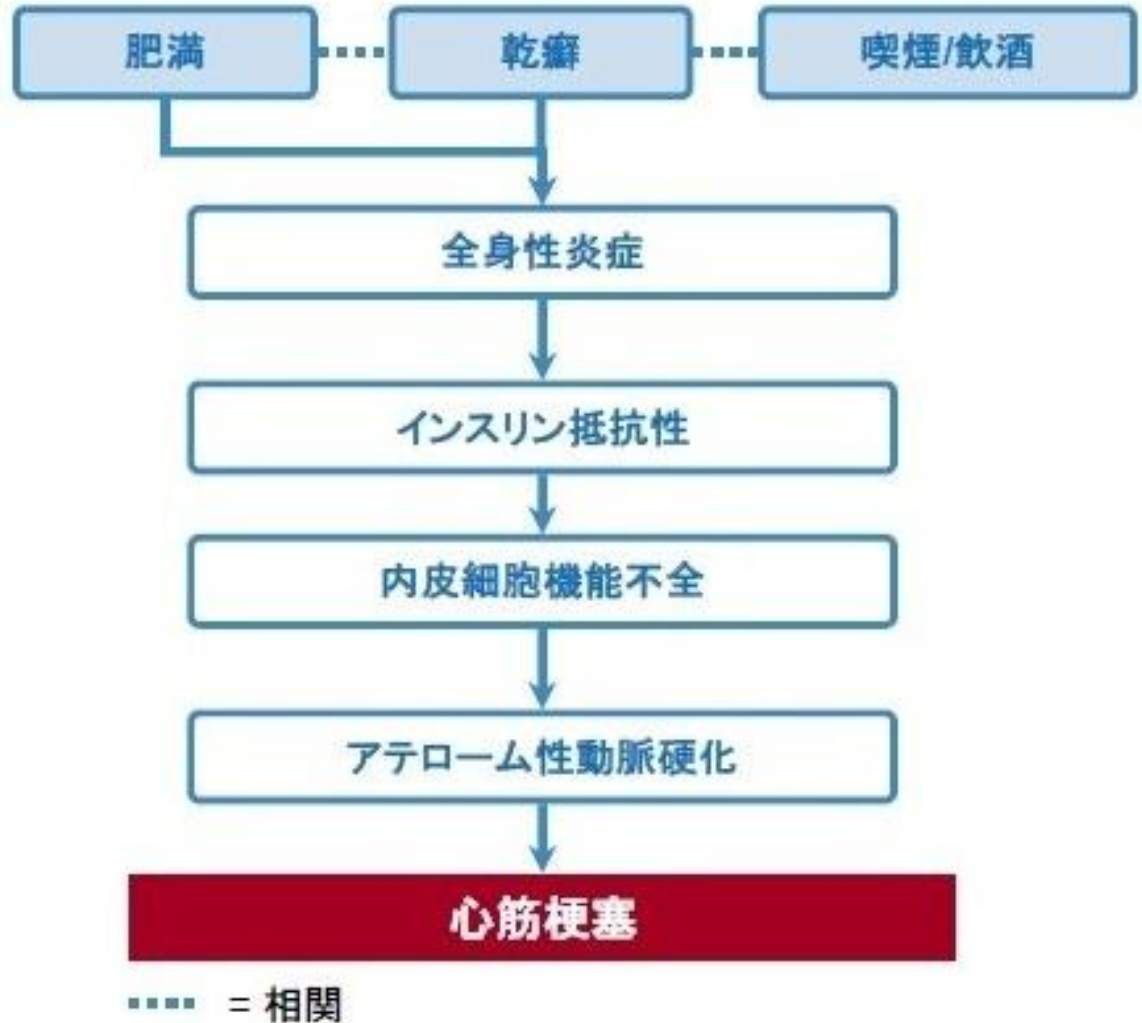 肥満 乾癬 喫煙/飲酒
全身性炎症
インスリン抵抗性
内皮細胞機能不全
アテローム性動脈硬化
心筋梗塞
= 相関